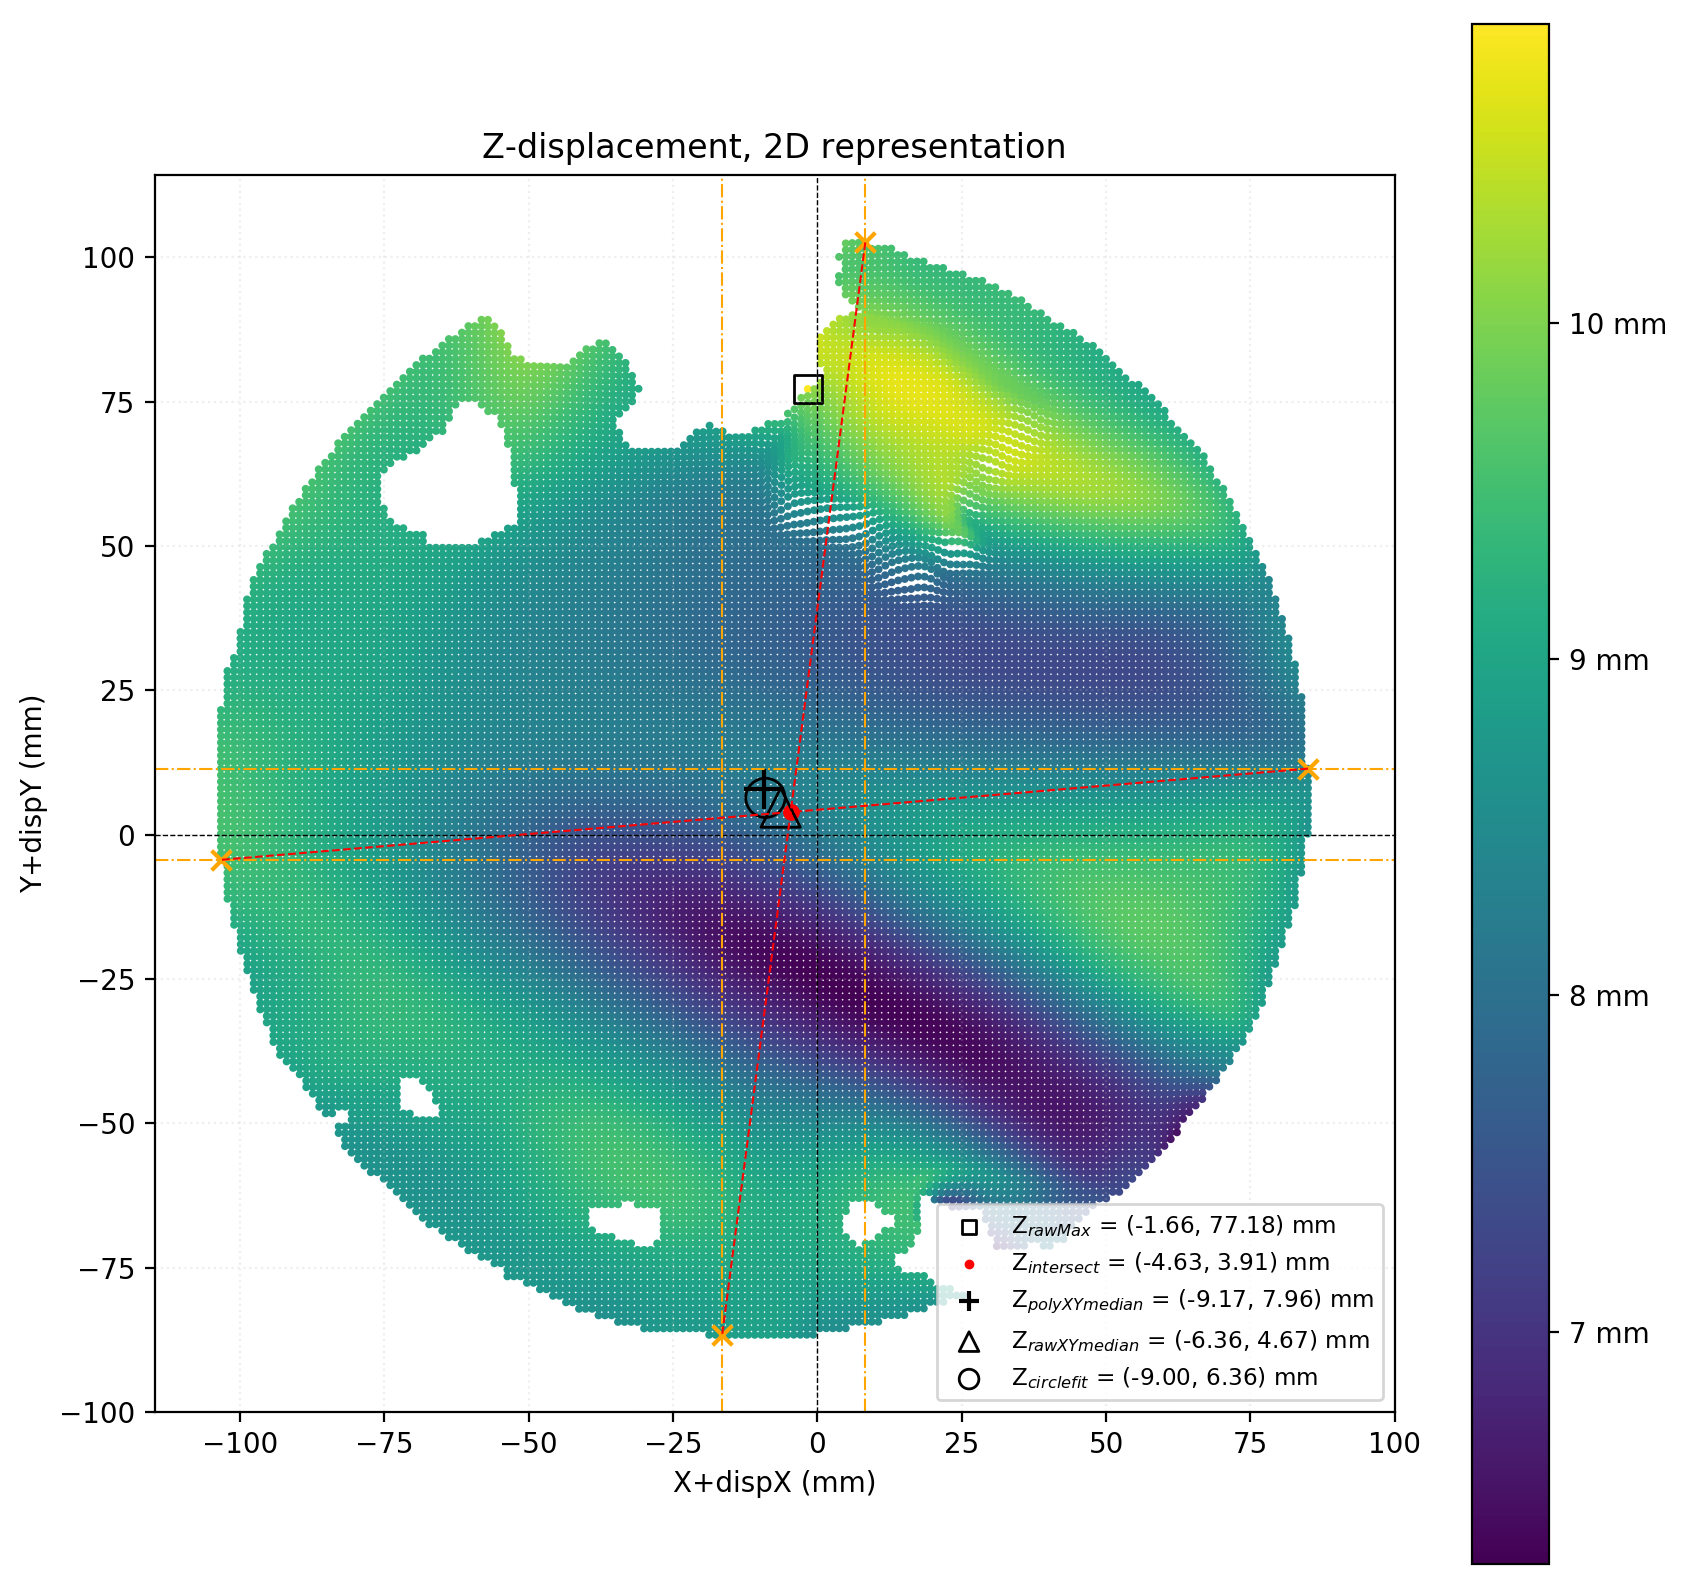 Z-displacement, 2D representation
10 mm
9 mm
8 mm
7 mm
100
75
50
25
0
−25
−50
−75
−100
Y+dispY (mm)
−100
−75
−50
−25
0
25
50
75
100
X+dispX (mm)
Z_rawMax = (-1.66, 77.18) mm
Z_intersect = (-4.63, 3.91) mm
Z_polyXYmedian = (-9.17, 7.96) mm
Z_rawXYmedian = (-6.36, 4.67) mm
Z_circlefit = (-9.00, 6.36) mm